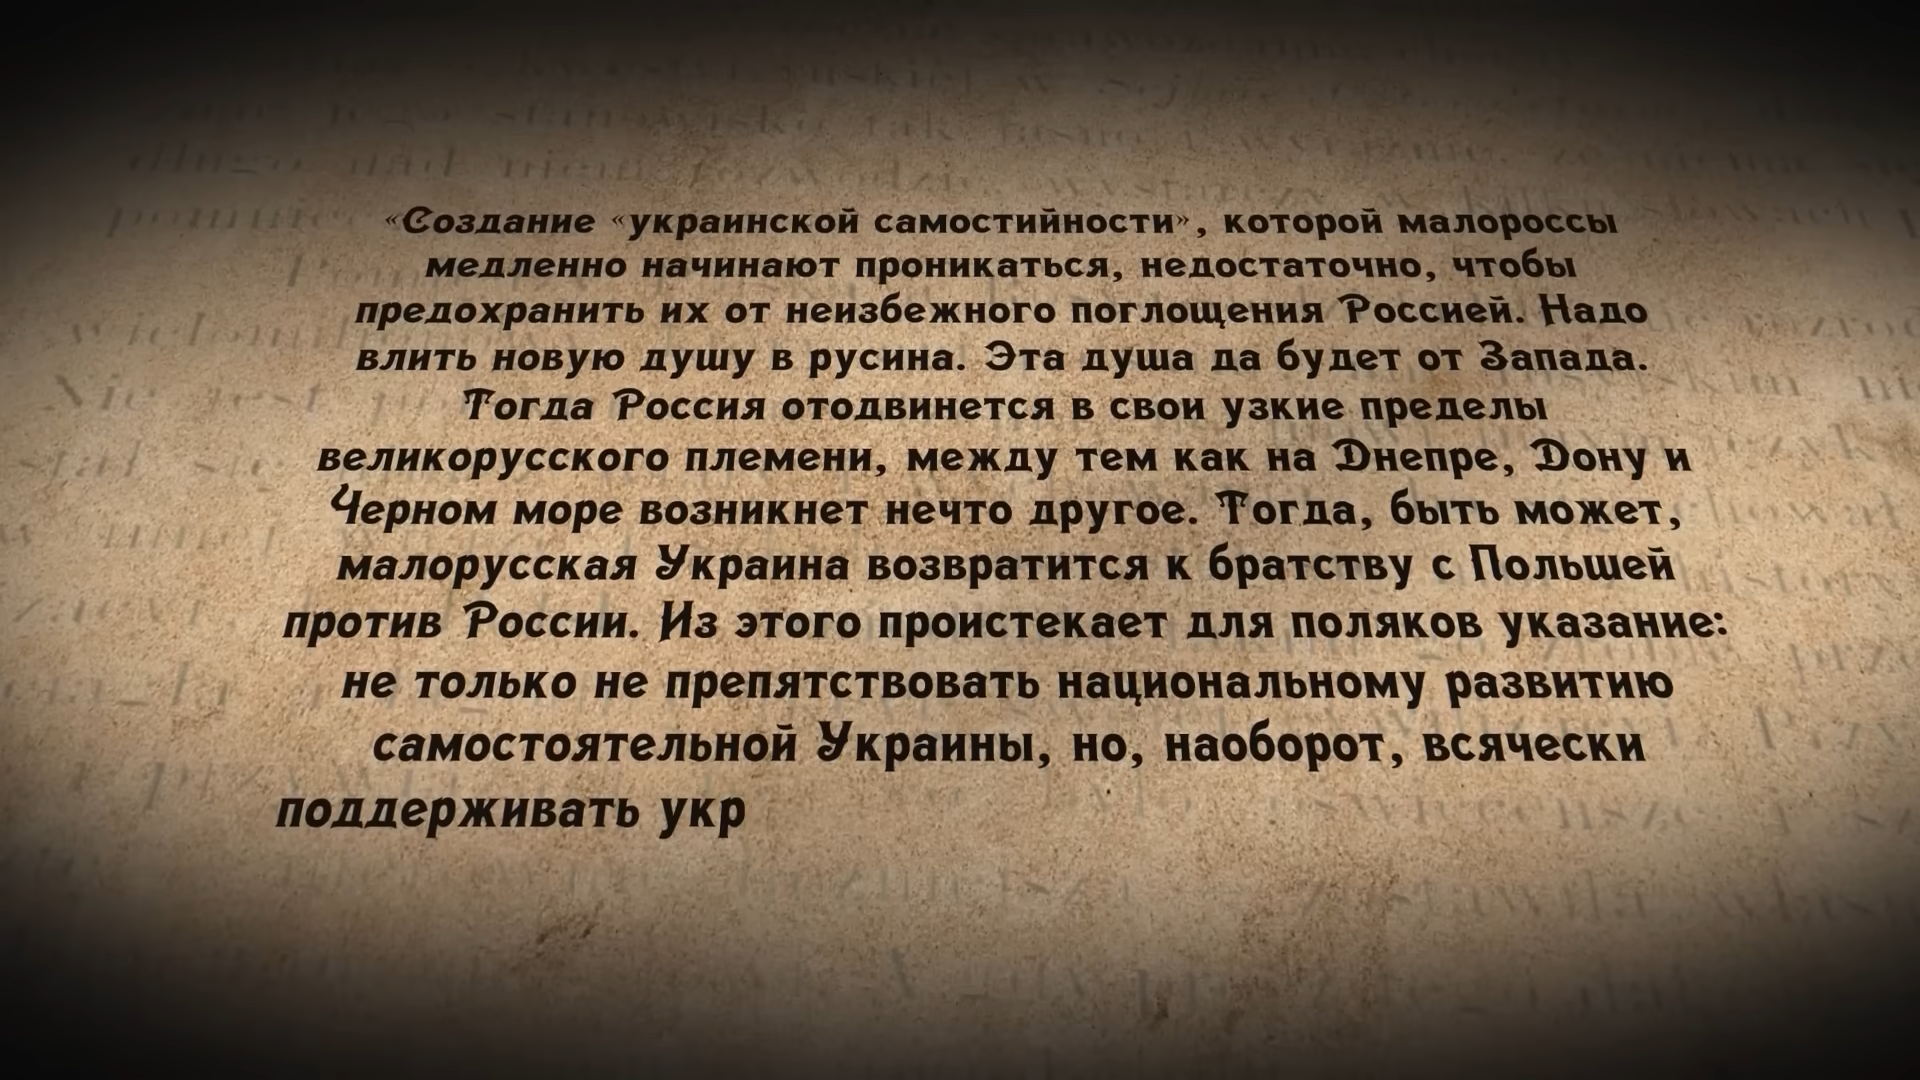 «Создание «украинской самостийности», которой малороссы
медленно начинают проникаться, недостаточно, чтобы
предохранить их от неизбежного поглощения Россией. Надо
влить новую душу в русина. Эта душа да будет от Запада.
Тогда Россия отодвинется в свои узкие пределы
великорусского племени, между тем как на Днепре, Дону и
Черном море возникнет нечто другое. Тогда, быть может,
малорусская Украина возвратится к братству с Польшей
против России. Из этого проистекает для поляков указание:
не только не препятствовать национальному развитию
самостоятельной Украины, но, наоборот, всячески
поддерживать укр